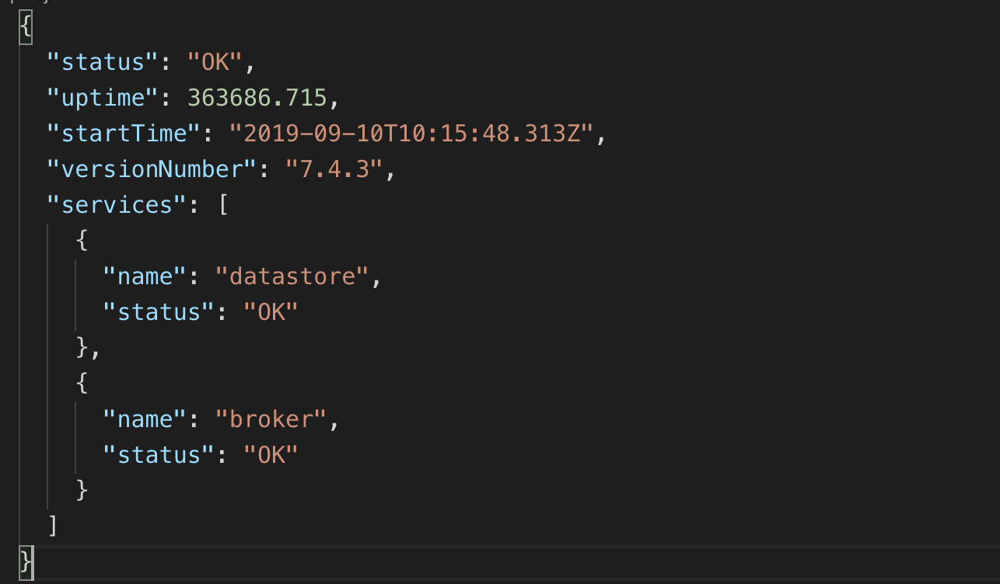 {
  "status": "OK",
  "uptime": 363686.715,
  "startTime": "2019-09-10T10:15:48.313Z",
  "versionNumber": "7.4.3",
  "services": [
    {
      "name": "datastore",
      "status": "OK"
    },
    {
      "name": "broker",
      "status": "OK"
    }
  ]
}